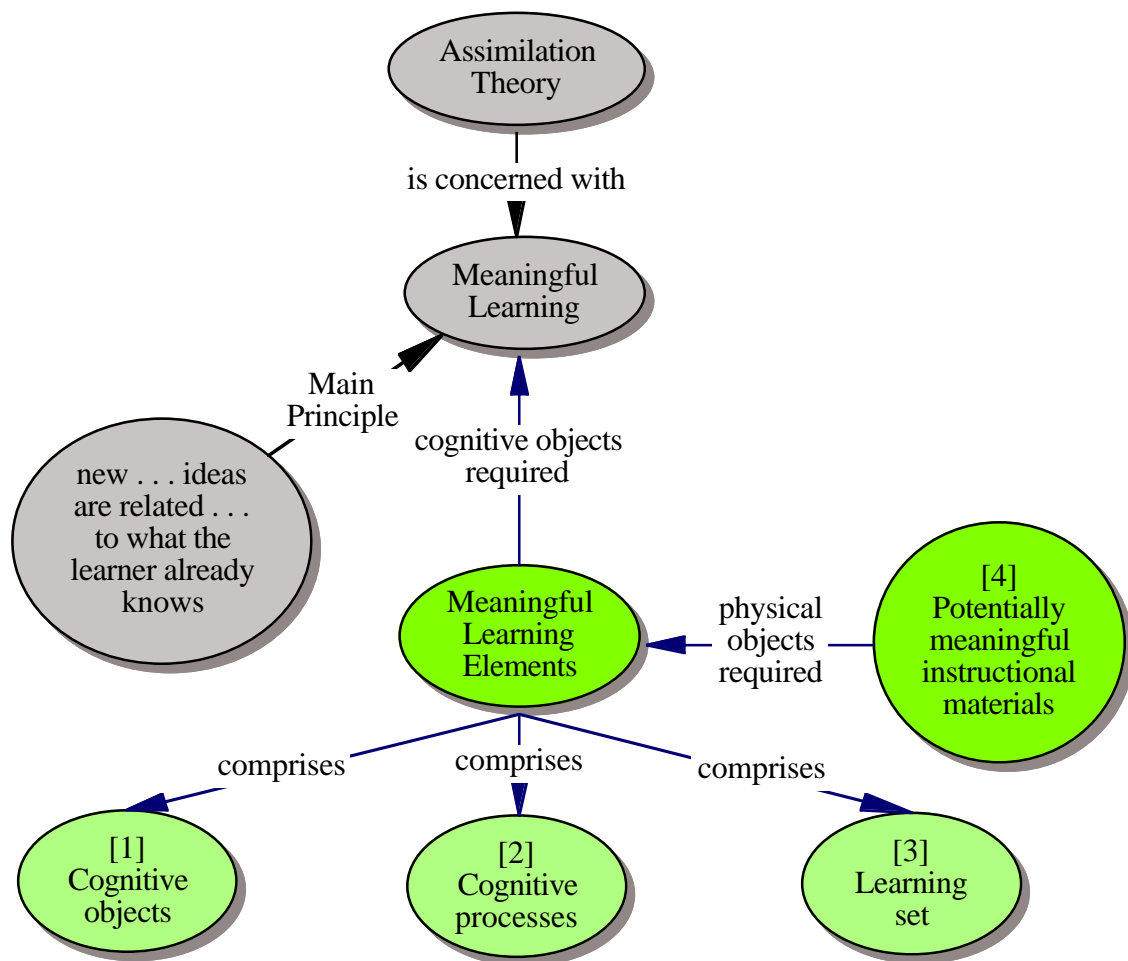 Assimilation
Theory
is concerned with
Meaningful
Learning
Main
Principle
cognitive objects
required
new . . . ideas
are related . . .
to what the
learner already
knows
Meaningful
Learning
Elements
physical
objects
required
[4]
Potentially
meaningful
instructional
materials
comprises
comprises
comprises
[1]
Cognitive
objects
[2]
Cognitive
processes
[3]
Learning
set